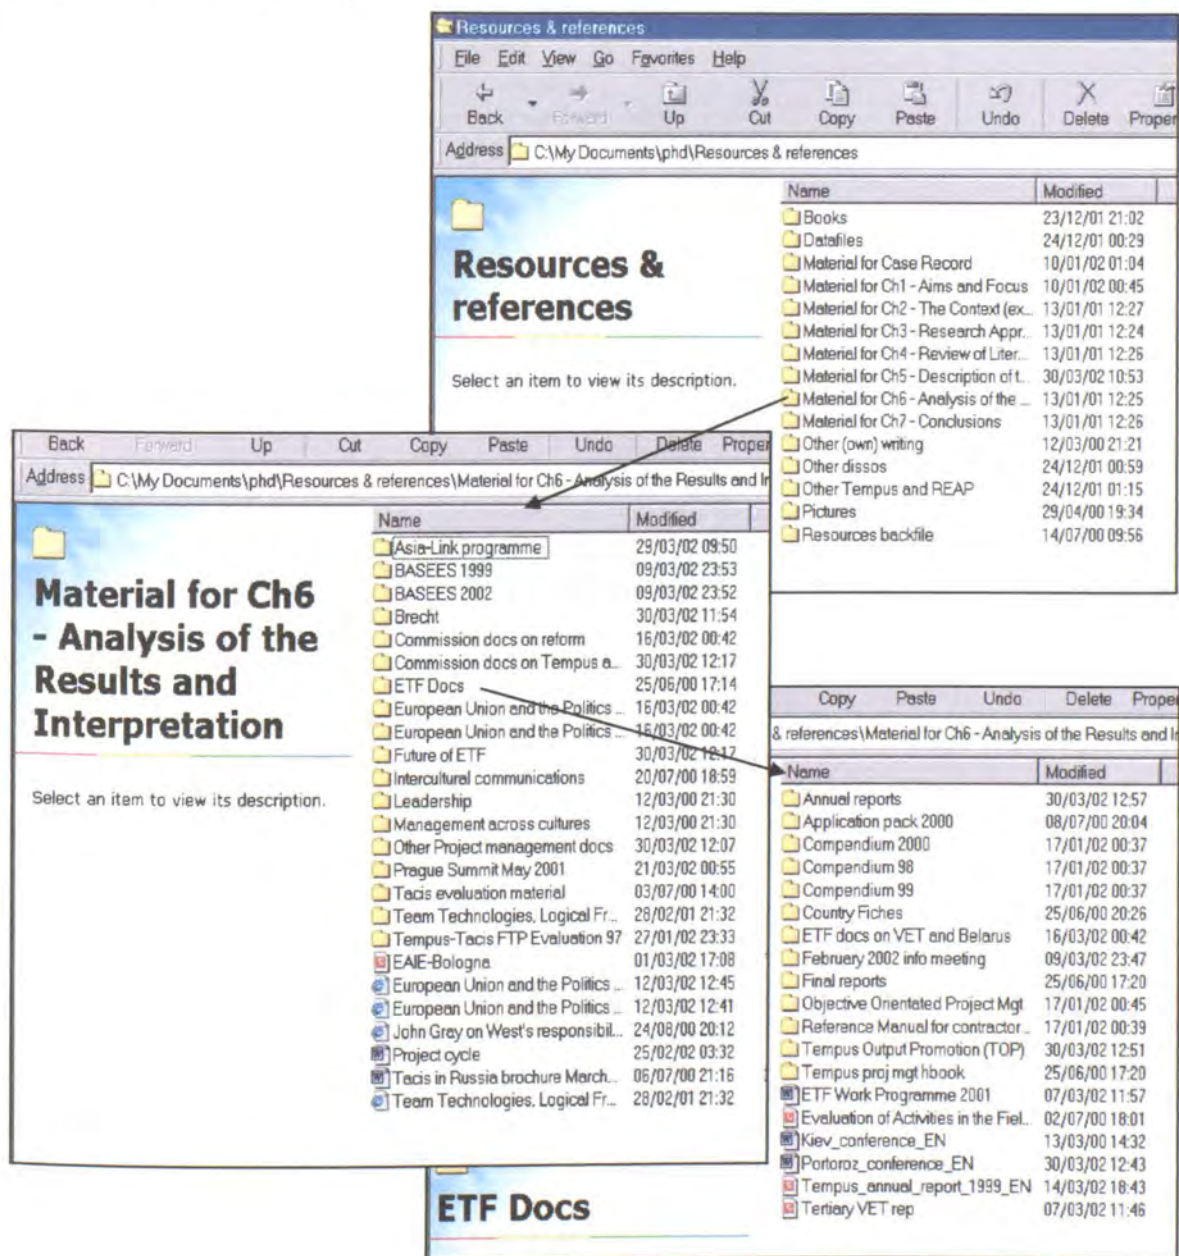 Resources & references
File Edit View Go Favorites Help
Back Forward Up Cut Copy Paste Undo Delete Proper
Address C:\My Documents\phd\Resources & references
Resources &
references
Select an item to view its description.
Name Modified
Books 23/12/01 21:02
Datafiles 24/12/01 00:29
Material for Case Record 10/01/02 01:04
Material for Ch1 - Aims and Focus 10/01/02 00:45
Material for Ch2 - The Context (ex... 13/01/01 12:27
Material for Ch3 - Research Appr... 13/01/01 12:24
Material for Ch4 - Review of Liter... 13/01/01 12:26
Material for Ch5 - Description of t... 30/03/02 10:53
Material for Ch6 - Analysis of the ... 13/01/01 12:25
Material for Ch7 - Conclusions 13/01/01 12:26
Other (own) writing 12/03/00 21:21
Other dissos 24/12/01 00:59
Other Tempus and REAP 24/12/01 01:15
Pictures 29/04/00 19:34
Resources backfile 14/07/00 09:56
Back Forward Up Cut Copy Paste Undo Delete Proper
Address C:\My Documents\phd\Resources & references\Material for Ch6 - Analysis of the Results and In
Material for Ch6
- Analysis of the
Results and
Interpretation
Select an item to view its description.
Name Modified
Asia-Link programme 29/03/02 09:50
BASEES 1999 09/03/02 23:53
BASEES 2002 09/03/02 23:52
Brecht 30/03/02 11:54
Commission docs on reform 16/03/02 00:42
Commission docs on Tempus a... 30/03/02 12:17
ETF Docs 25/06/00 17:14
European Union and the Politics ... 16/03/02 00:42
European Union and the Politics ... 16/03/02 00:42
Future of ETF 30/03/02 12:17
Intercultural communications 20/07/00 18:59
Leadership 12/03/00 21:30
Management across cultures 12/03/00 21:30
Other Project management docs 30/03/02 12:07
Prague Summit May 2001 21/03/02 00:55
Tacis evaluation material 03/07/00 14:00
Team Technologies, Logical Fr... 28/02/01 21:32
Tempus-Tacis FTP Evaluation 97 27/01/02 23:33
EAIE-Bologna 01/03/02 17:08
European Union and the Politics ... 12/03/02 12:45
European Union and the Politics ... 12/03/02 12:41
John Gray on West's responsibil... 24/08/00 20:12
Project cycle 25/02/02 03:32
Tacis in Russia brochure March... 06/07/00 21:16
Team Technologies, Logical Fr... 28/02/01 21:32
Copy Paste Undo Delete Proper
& references\Material for Ch6 - Analysis of the Results and In
Name Modified
Annual reports 30/03/02 12:57
Application pack 2000 08/07/00 20:04
Compendium 2000 17/01/02 00:37
Compendium 98 17/01/02 00:37
Compendium 99 17/01/02 00:37
Country Fiches 25/06/00 20:26
ETF docs on VET and Belarus 16/03/02 00:42
February 2002 info meeting 09/03/02 23:47
Final reports 25/06/00 17:20
Objective Orientated Project Mgt 17/01/02 00:45
Reference Manual for contractor... 17/01/02 00:39
Tempus Output Promotion (TOP) 30/03/02 12:51
Tempus proj mgt hbook 25/06/00 17:20
ETF Work Programme 2001 07/03/02 11:57
Evaluation of Activities in the Fiel... 02/07/00 18:01
Kiev_conference_EN 13/03/00 14:32
Portoroz_conference_EN 30/03/02 12:43
Tempus_annual_report_1999_EN 14/03/02 18:43
Tertiary VET rep 07/03/02 11:46
ETF Docs